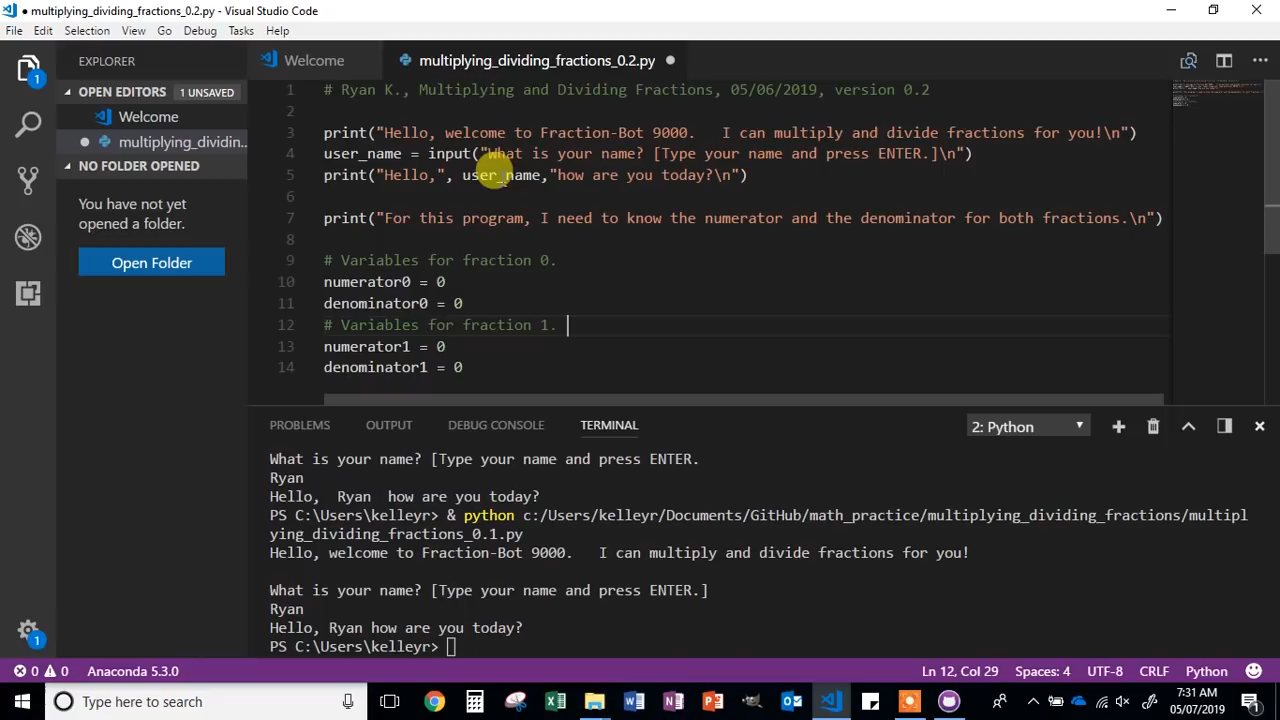 ● multiplying_dividing_fractions_0.2.py - Visual Studio Code
File Edit Selection View Go Debug Tasks Help
EXPLORER
Welcome
multiplying_dividing_fractions_0.2.py ●
OPEN EDITORS 1 UNSAVED
Welcome
● multiplying_dividin...
NO FOLDER OPENED
You have not yet
opened a folder.
Open Folder
1
1
1 # Ryan K., Multiplying and Dividing Fractions, 05/06/2019, version 0.2
2
3 print("Hello, welcome to Fraction-Bot 9000.   I can multiply and divide fractions for you!\n")
4 user_name = input("What is your name? [Type your name and press ENTER.]\n")
5 print("Hello,", user_name,"how are you today?\n")
6
7 print("For this program, I need to know the numerator and the denominator for both fractions.\n")
8
9 # Variables for fraction 0.
10 numerator0 = 0
11 denominator0 = 0
12 # Variables for fraction 1.
13 numerator1 = 0
14 denominator1 = 0
PROBLEMS OUTPUT DEBUG CONSOLE TERMINAL 2: Python
What is your name? [Type your name and press ENTER.
Ryan
Hello,  Ryan  how are you today?
PS C:\Users\kelleyr> & python c:/Users/kelleyr/Documents/GitHub/math_practice/multiplying_dividing_fractions/multipl
ying_dividing_fractions_0.1.py
Hello, welcome to Fraction-Bot 9000.   I can multiply and divide fractions for you!
What is your name? [Type your name and press ENTER.]
Ryan
Hello, Ryan how are you today?
PS C:\Users\kelleyr>
0 0 Anaconda 5.3.0 Ln 12, Col 29 Spaces: 4 UTF-8 CRLF Python
Type here to search
7:31 AM
05/07/2019
1